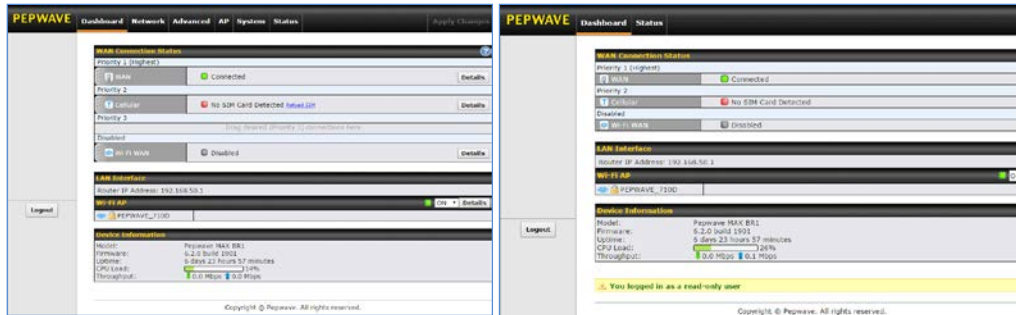 PEPWAVE Dashboard Network Advanced AP System Status Apply Changes
WAN Connection Status
Priority 1 (Highest)
WAN Connected Details
Priority 2
Cellular No SIM Card Detected Reload SIM Details
Priority 3
Drag desired (Priority 3) connections here
Disabled
Wi-Fi WAN Disabled Details
LAN Interface
Router IP Address: 192.168.50.1
Wi-Fi AP ON Details
PEPWAVE_710D
Logout
Device Information
Model: Pepwave MAX BR1
Firmware: 6.2.0 build 1901
Uptime: 6 days 23 hours 57 minutes
CPU Load: 14%
Throughput: 0.0 Mbps 0.0 Mbps
Copyright © Pepwave. All rights reserved.
PEPWAVE Dashboard Status
WAN Connection Status
Priority 1 (Highest)
WAN Connected
Priority 2
Cellular No SIM Card Detected
Disabled
Wi-Fi WAN Disabled
LAN Interface
Router IP Address: 192.168.50.1
Wi-Fi AP
PEPWAVE_710D
Logout
Device Information
Model: Pepwave MAX BR1
Firmware: 6.2.0 build 1901
Uptime: 6 days 23 hours 57 minutes
CPU Load: 26%
Throughput: 0.0 Mbps 0.1 Mbps
You logged in as a read-only user
Copyright © Pepwave. All rights reserved.